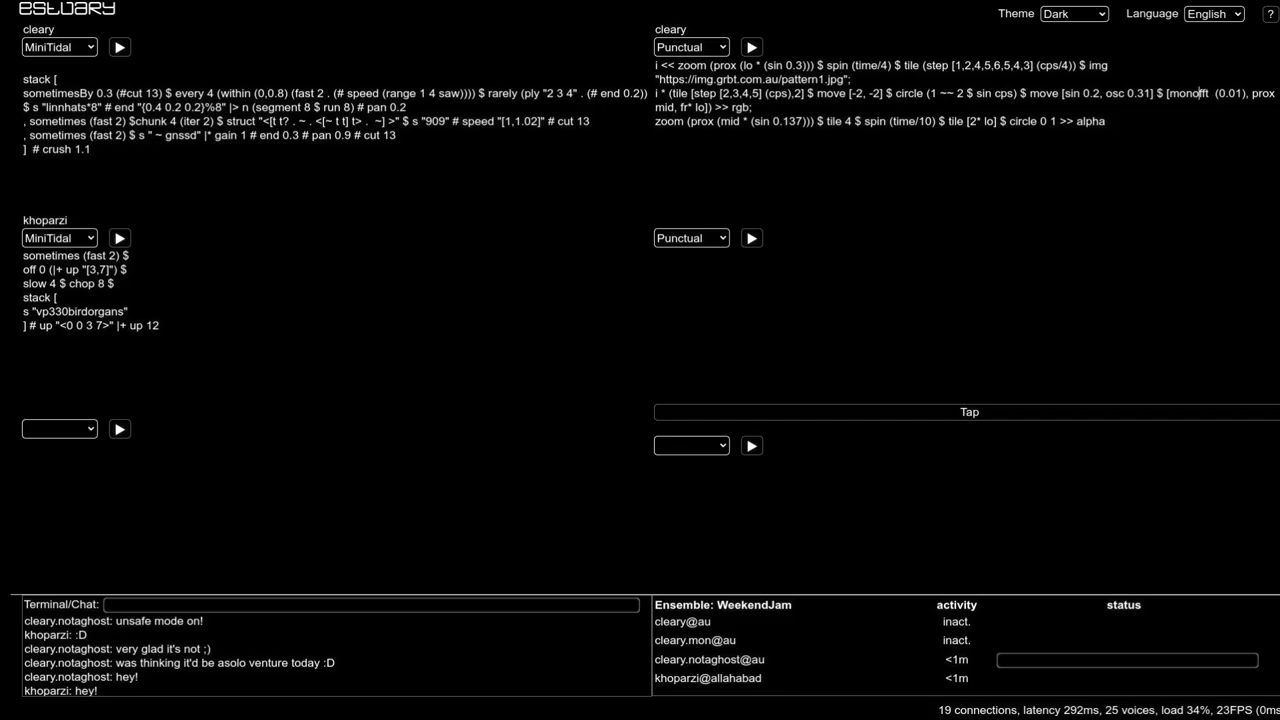 estuary
Theme Dark Language English ?
cleary
MiniTidal
stack [
sometimesBy 0.3 (#cut 13) $ every 4 (within (0,0.8) (fast 2 . (# speed (range 1 4 saw)))) $ rarely (ply "2 3 4" . (# end 0.2))
$ s "linnhats*8" # end "{0.4 0.2 0.2}%8" |> n (segment 8 $ run 8) # pan 0.2
, sometimes (fast 2) $chunk 4 (iter 2) $ struct "<[t t? . ~ . <[~ t t] t> .  ~] >" $ s "909" # speed "[1,1.02]" # cut 13
, sometimes (fast 2) $ s " ~ gnssd" |* gain 1 # end 0.3 # pan 0.9 # cut 13
]  # crush 1.1
cleary
Punctual
i << zoom (prox (lo * (sin 0.3))) $ spin (time/4) $ tile (step [1,2,4,5,6,5,4,3] (cps/4)) $ img
"https://img.grbt.com.au/pattern1.jpg";
i * (tile [step [2,3,4,5] (cps),2] $ move [-2, -2] $ circle (1 ~~ 2 $ sin cps) $ move [sin 0.2, osc 0.31] $ [monofft  (0.01), prox
mid, fr* lo]) >> rgb;
zoom (prox (mid * (sin 0.137))) $ tile 4 $ spin (time/10) $ tile [2* lo] $ circle 0 1 >> alpha
khoparzi
MiniTidal
sometimes (fast 2) $
off 0 (|+ up "[3,7]") $
slow 4 $ chop 8 $
stack [
s "vp330birdorgans"
] # up "<0 0 3 7>" |+ up 12
Punctual
Tap
Terminal/Chat:
cleary.notaghost: unsafe mode on!
khoparzi: :D
cleary.notaghost: very glad it's not ;)
cleary.notaghost: was thinking it'd be asolo venture today :D
cleary.notaghost: hey!
khoparzi: hey!
Ensemble: WeekendJam activity status
cleary@au inact.
cleary.mon@au inact.
cleary.notaghost@au <1m
khoparzi@allahabad <1m
19 connections, latency 292ms, 25 voices, load 34%, 23FPS (0ms